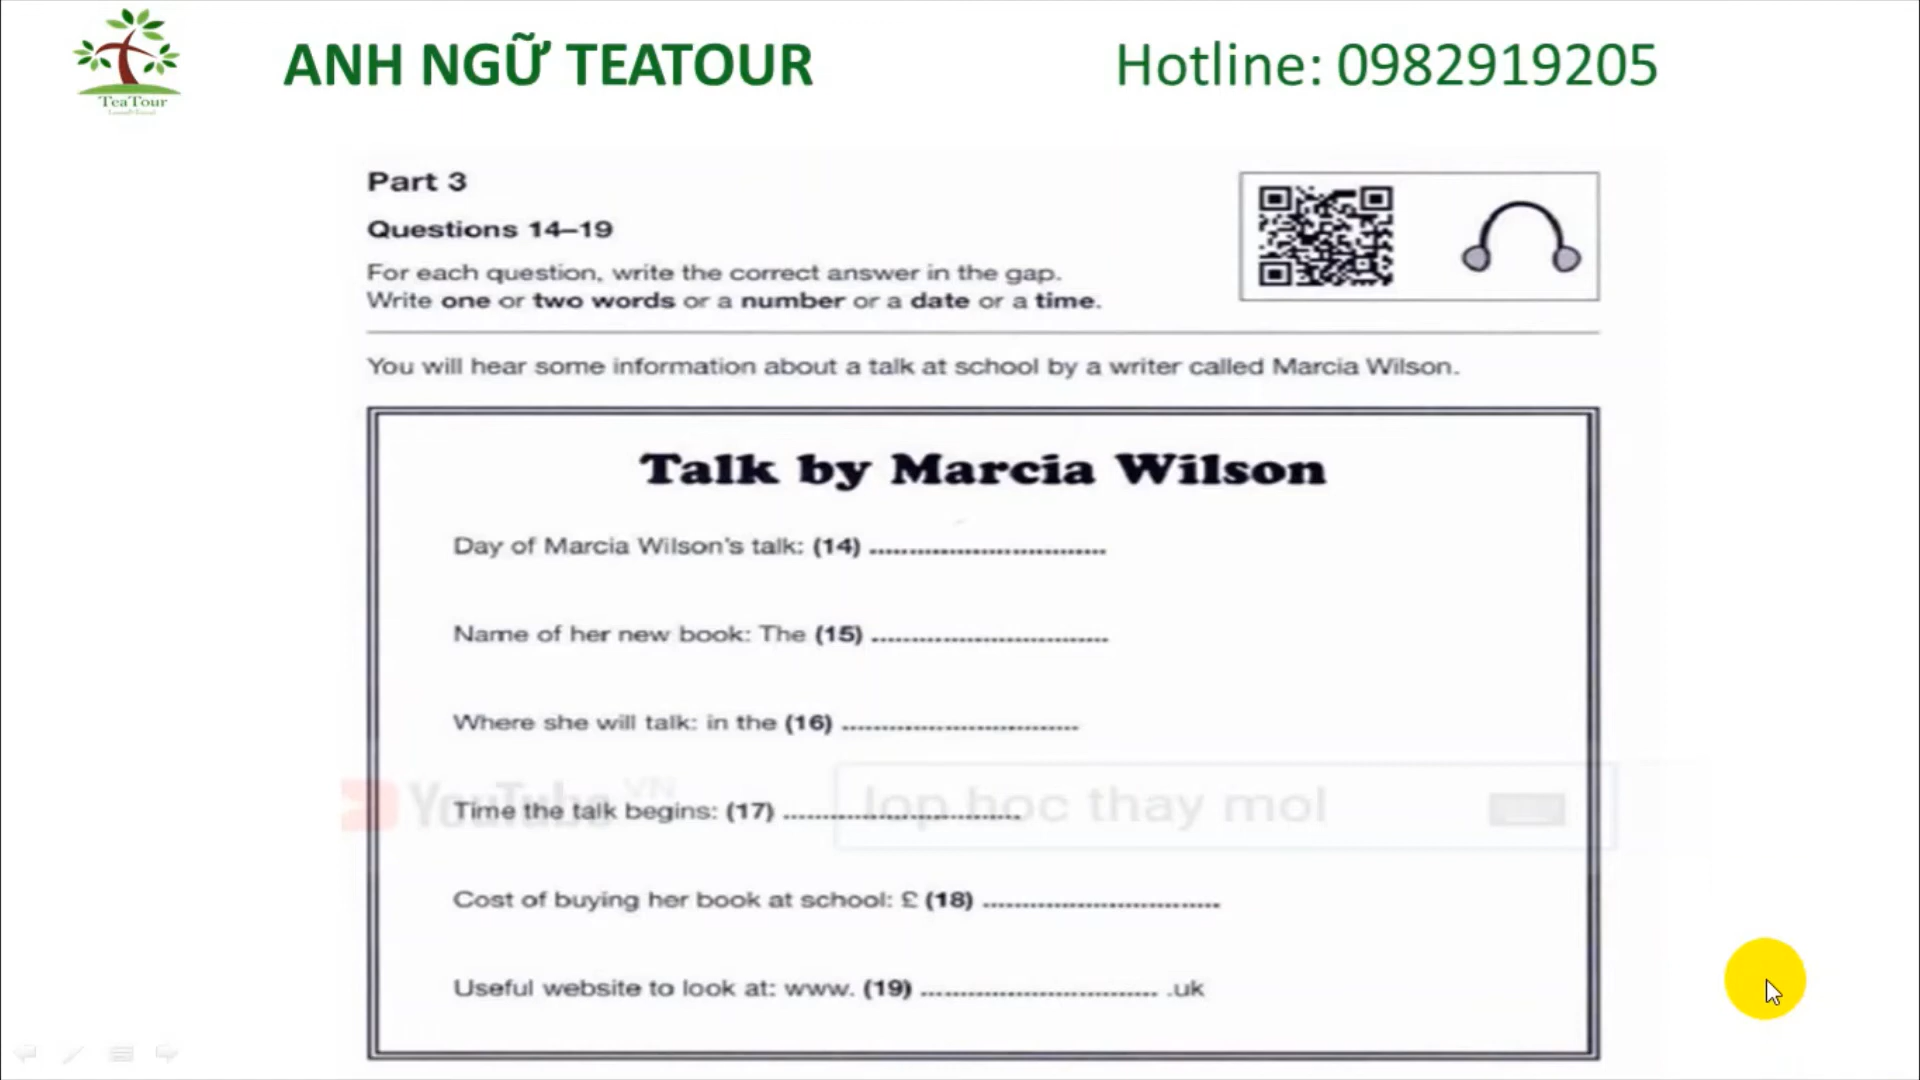 ANH NGỮ TEATOUR
Hotline: 0982919205
TeaTour
Part 3
Questions 14–19
For each question, write the correct answer in the gap.
Write one or two words or a number or a date or a time.
You will hear some information about a talk at school by a writer called Marcia Wilson.
Talk by Marcia Wilson
Day of Marcia Wilson's talk: (14) ..............................
Name of her new book: The (15) ..............................
Where she will talk: in the (16) ..............................
YouTube VN
lop hoc thay mol
Time the talk begins: (17) ..............................
Cost of buying her book at school: £ (18) ..............................
Useful website to look at: www. (19) .............................. .uk